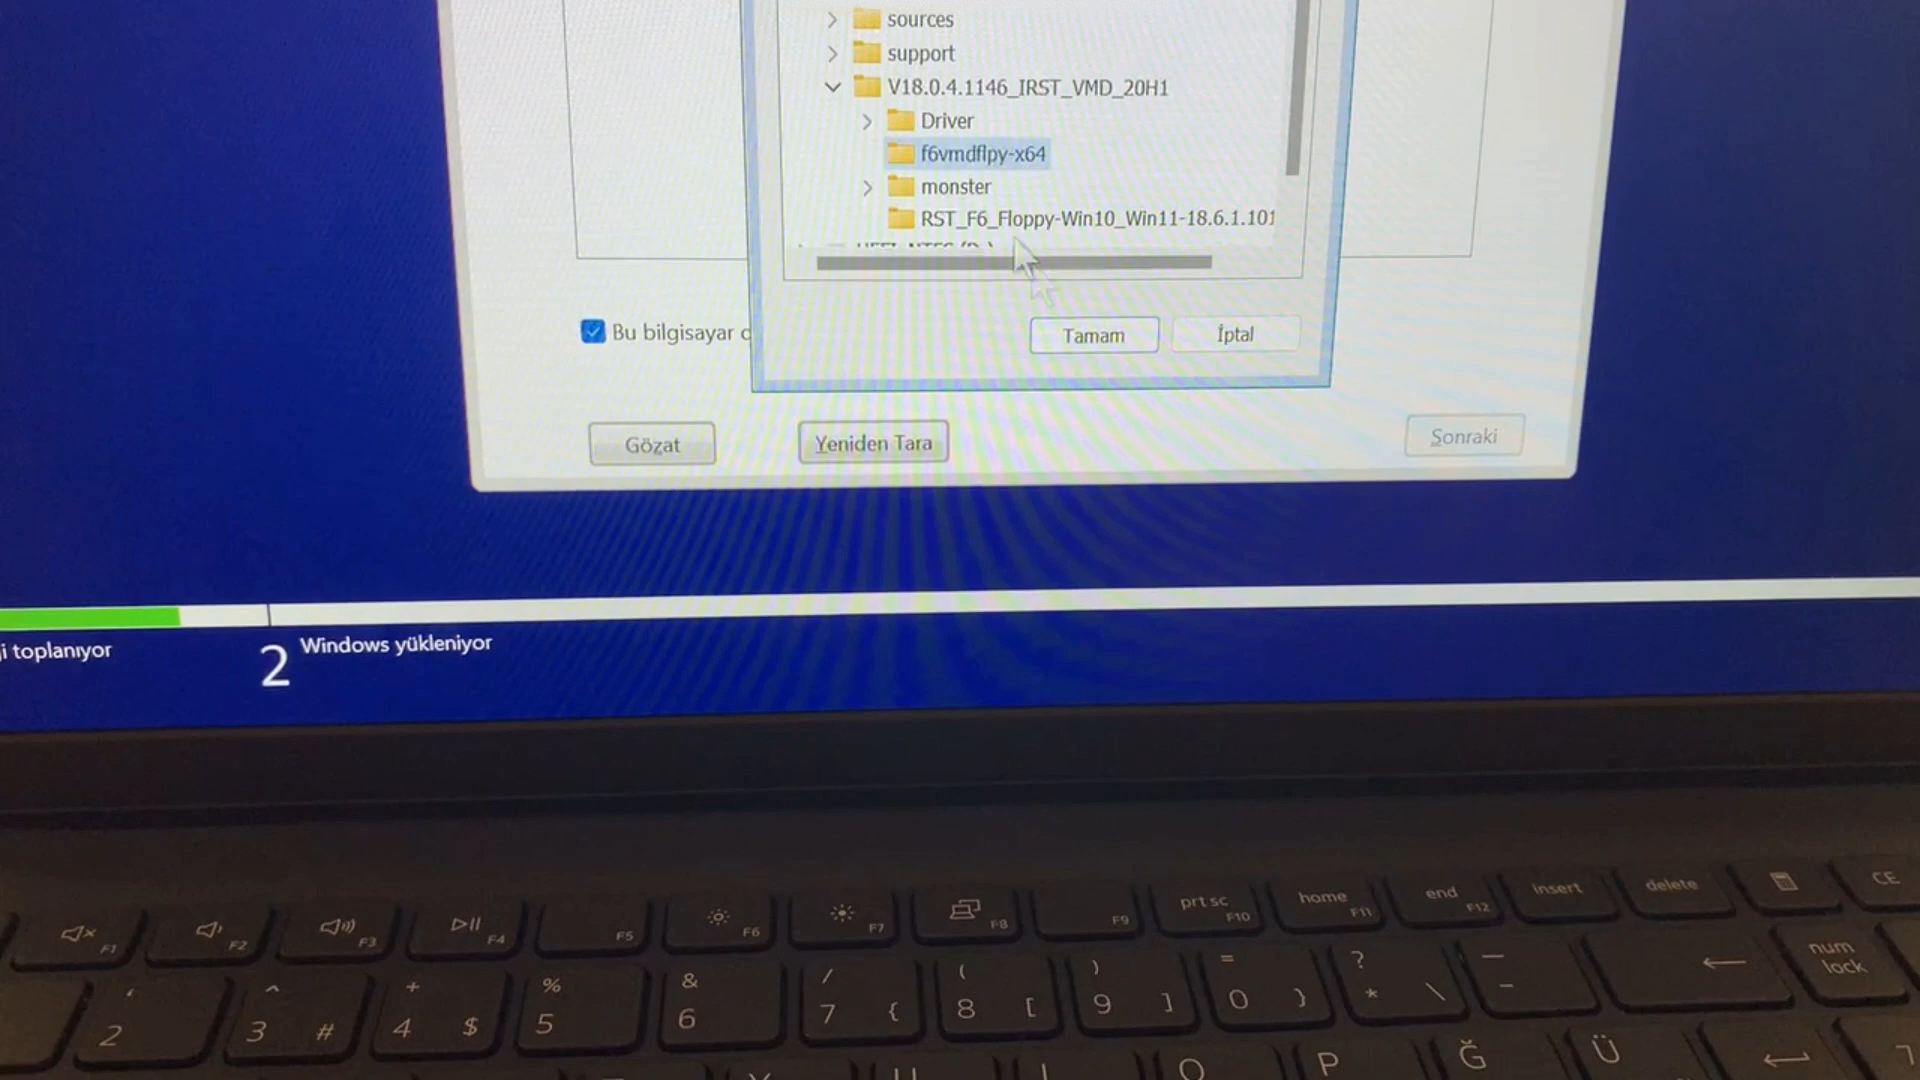 sources
support
V18.0.4.1146_IRST_VMD_20H1
Driver
f6vmdflpy-x64
monster
RST_F6_Floppy-Win10_Win11-18.6.1.101
Tamam
İptal
Bu bilgisayar
Gözat
Yeniden Tara
Sonraki
toplanıyor
2
Windows yükleniyor
F1
F2
F3
F4
F5
F6
F7
F8
F9
prt sc
F10
home
F11
end
F12
insert
delete
CE
2
^
3 #
+
4 $
%
5
&
6
/
7 {
(
8 [
)
9 ]
=
0 }
?
* \
_
-
num
lock
O
P
Ğ
Ü